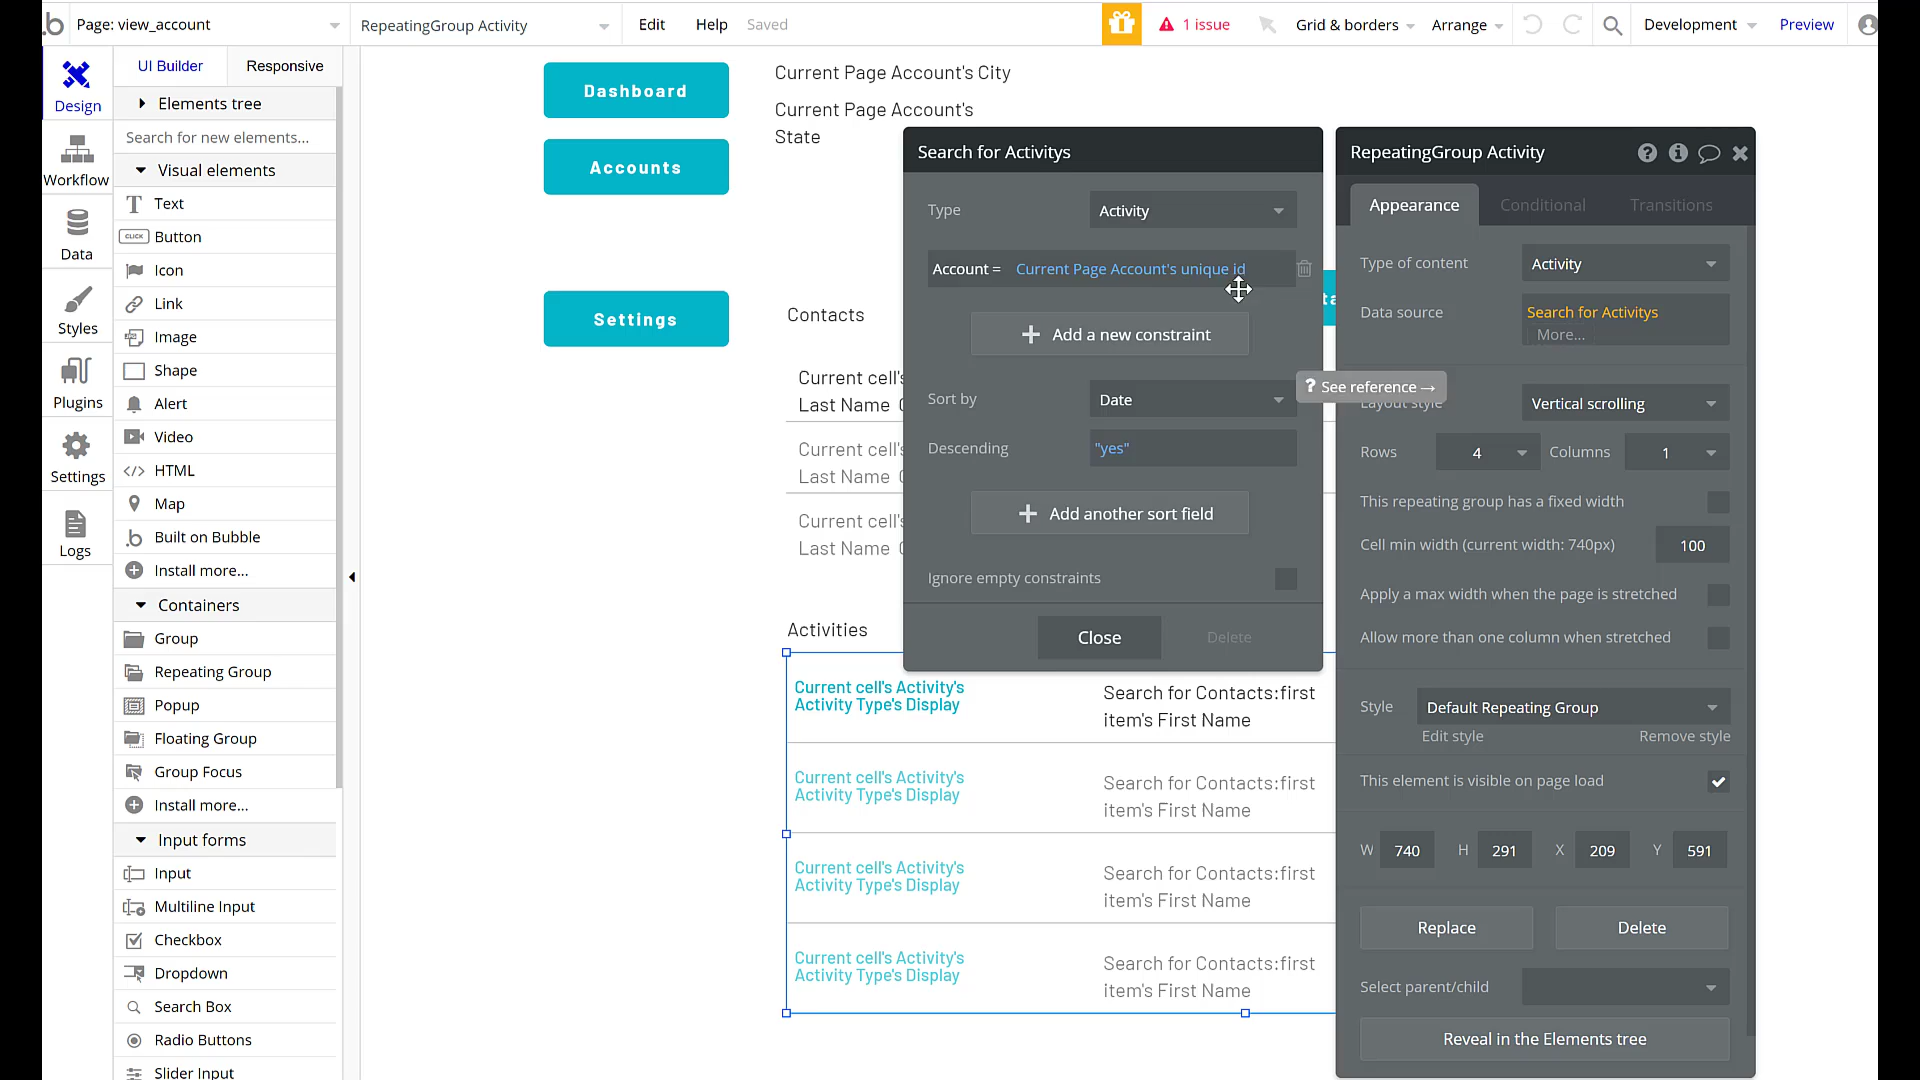 Page: view_account
RepeatingGroup Activity
Edit
Help
Saved
1 issue
Grid & borders
Arrange
Development
Preview
Design
Workflow
Data
Styles
Plugins
Settings
Logs
UI Builder
Responsive
Elements tree
Search for new elements...
Visual elements
Text
CLICK
Button
Icon
Link
Image
Shape
Alert
Video
HTML
Map
Built on Bubble
Install more...
Containers
Group
Repeating Group
Popup
Floating Group
Group Focus
Install more...
Input forms
Input
Multiline Input
Checkbox
Dropdown
Search Box
Radio Buttons
Slider Input
Dashboard
Accounts
Settings
Current Page Account's City
Current Page Account's
State
Contacts
Current cell's
Last Name
Current cell's
Last Name
Current cell's
Last Name
Activities
Current cell's Activity's
Activity Type's Display
Search for Contacts:first
item's First Name
Current cell's Activity's
Activity Type's Display
Search for Contacts:first
item's First Name
Current cell's Activity's
Activity Type's Display
Search for Contacts:first
item's First Name
Current cell's Activity's
Activity Type's Display
Search for Contacts:first
item's First Name
Search for Activitys
Type
Activity
Account =
Current Page Account's unique id
Add a new constraint
Sort by
Date
Descending
"yes"
Add another sort field
Ignore empty constraints
Close
Delete
? See reference →
RepeatingGroup Activity
Appearance
Conditional
Transitions
Type of content
Activity
Data source
Search for Activitys
More...
Layout style
Vertical scrolling
Rows
4
Columns
1
This repeating group has a fixed width
Cell min width (current width: 740px)
100
Apply a max width when the page is stretched
Allow more than one column when stretched
Style
Default Repeating Group
Edit style
Remove style
This element is visible on page load
W
740
H
291
X
209
Y
591
Replace
Delete
Select parent/child
Reveal in the Elements tree